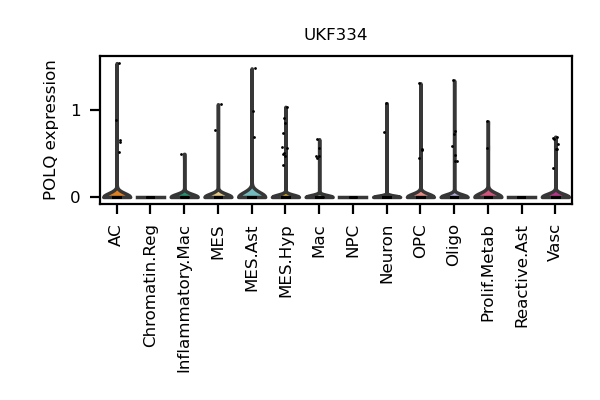 UKF334
POLQ expression
1
0
AC
Chromatin.Reg
Inflammatory.Mac
MES
MES.Ast
MES.Hyp
Mac
NPC
Neuron
OPC
Oligo
Prolif.Metab
Reactive.Ast
Vasc